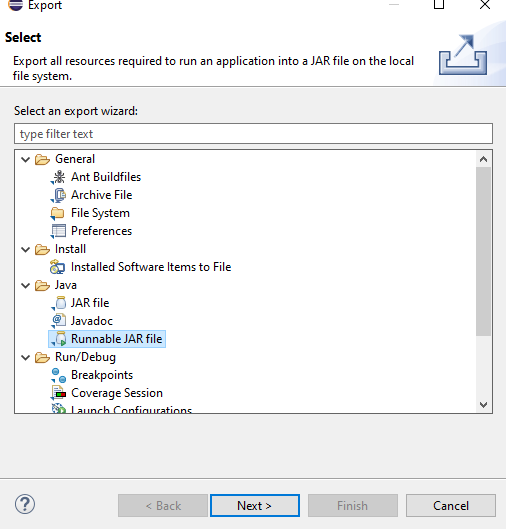 Export
Select
Export all resources required to run an application into a JAR file on the local
file system.
Select an export wizard:
type filter text
General
Ant Buildfiles
Archive File
File System
Preferences
Install
Installed Software Items to File
Java
JAR file
Javadoc
Runnable JAR file
Run/Debug
Breakpoints
Coverage Session
Launch Configurations
< Back
Next >
Finish
Cancel